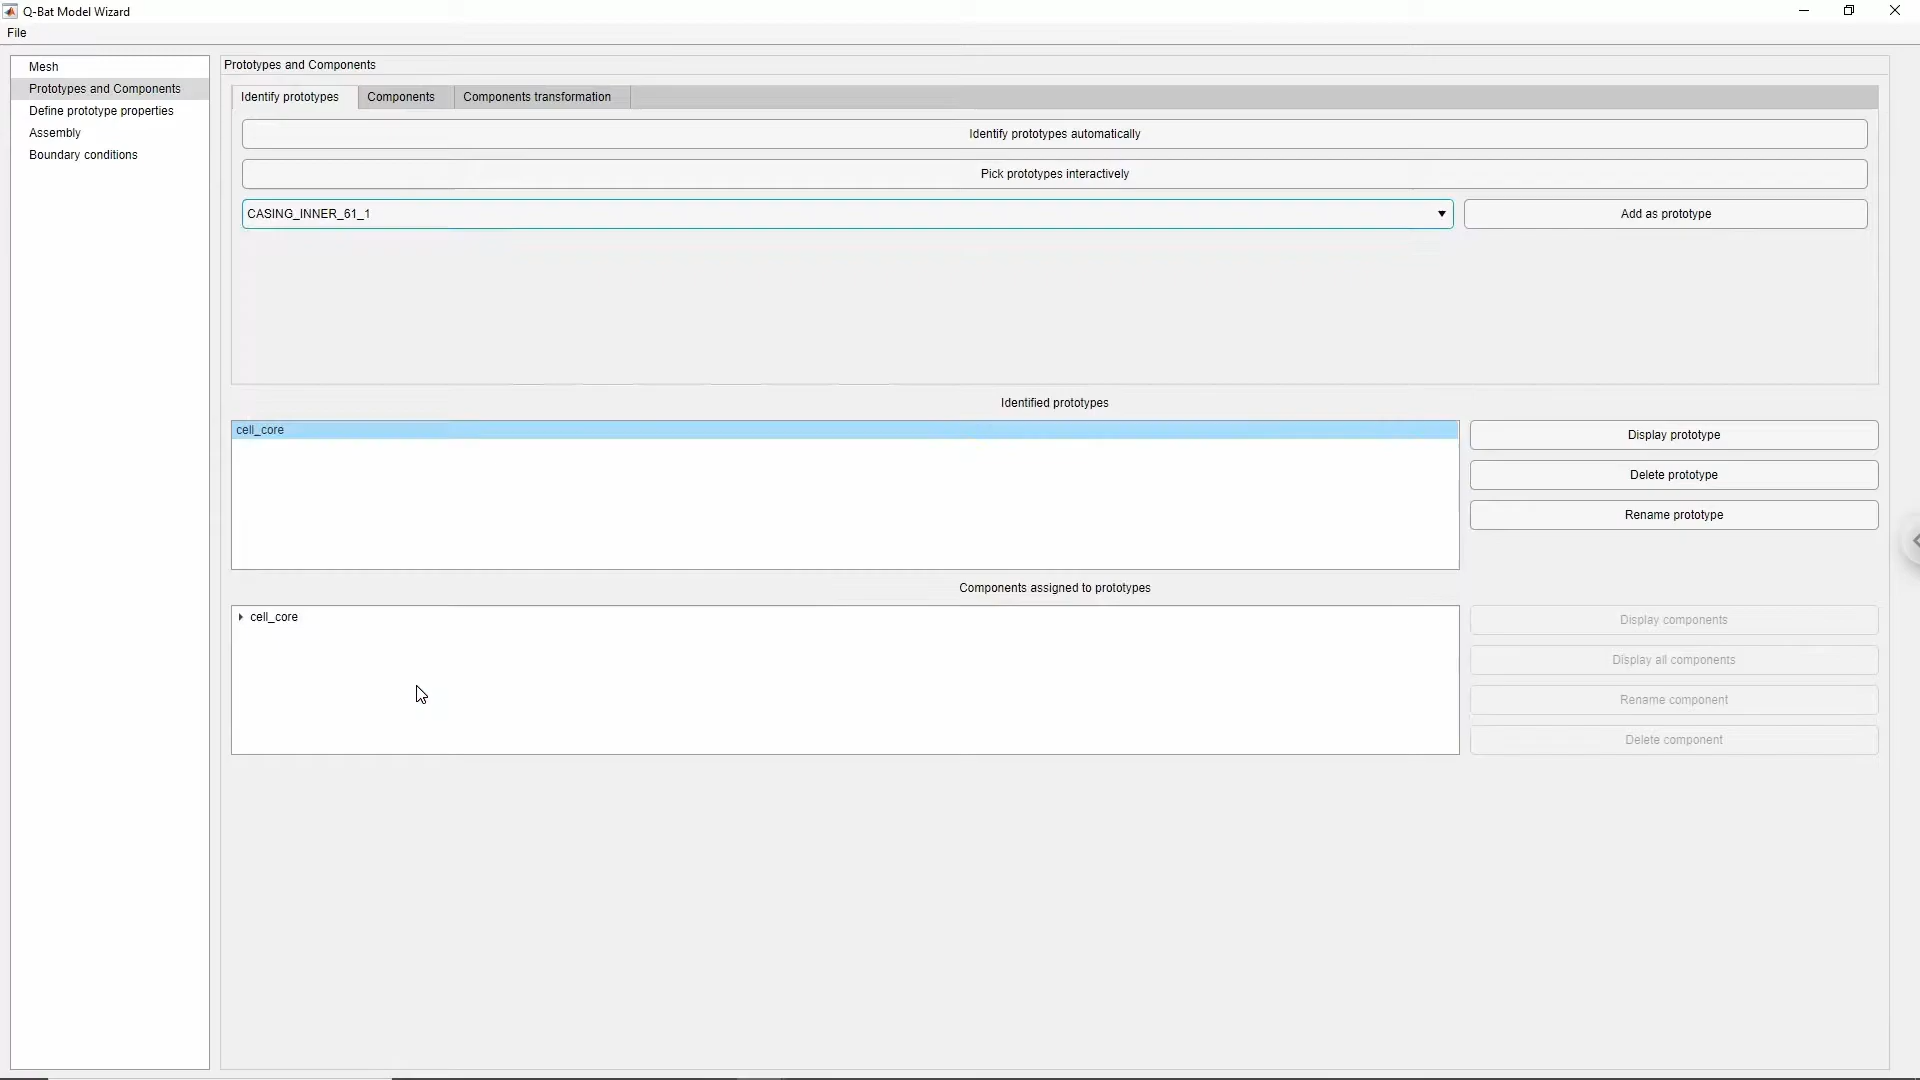 Q-Bat Model Wizard
File
Mesh
Prototypes and Components
Define prototype properties
Assembly
Boundary conditions
Prototypes and Components
Identify prototypes
Components
Components transformation
Identify prototypes automatically
Pick prototypes interactively
CASING_INNER_61_1
Add as prototype
Identified prototypes
cell_core
Display prototype
Delete prototype
Rename prototype
Components assigned to prototypes
cell_core
Display components
Display all components
Rename component
Delete component